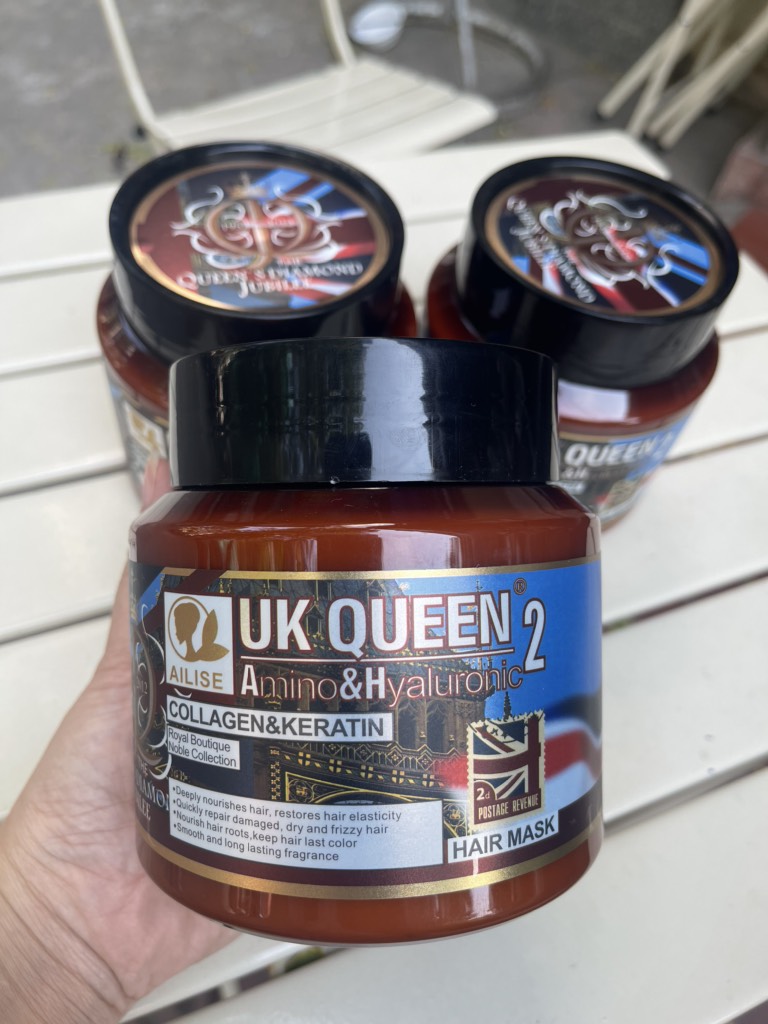 QUEEN'S DIAMOND
JUBILEE
QUEEN 2
UK QUEEN® 2
Amino&Hyaluronic
AILISE
COLLAGEN&KERATIN
Royal Boutique
Noble Collection
•Deeply nourishes hair, restores hair elasticity
•Quickly repair damaged, dry and frizzy hair
•Nourish hair roots,keep hair last color
•Smooth and long lasting fragrance
2d
POSTAGE REVENUE
HAIR MASK